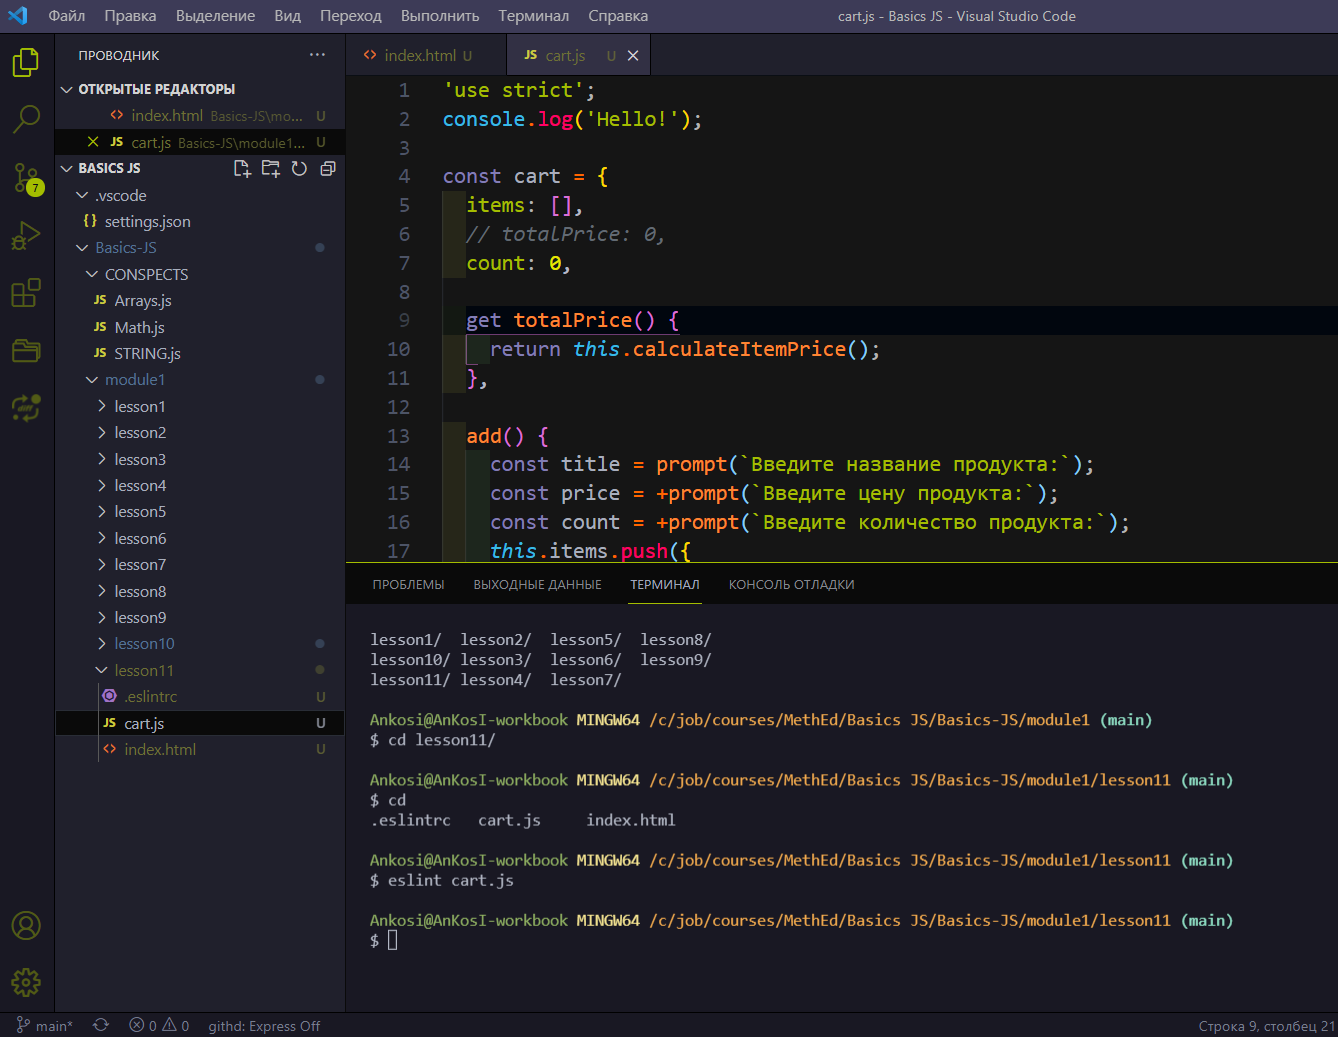 Файл Правка Выделение Вид Переход Выполнить Терминал Справка cart.js - Basics JS - Visual Studio Code
ПРОВОДНИК ···
ОТКРЫТЫЕ РЕДАКТОРЫ
index.html Basics-JS\mo... U
cart.js Basics-JS\module1... U
BASICS JS
.vscode
settings.json
Basics-JS
CONSPECTS
JS Arrays.js
JS Math.js
JS STRING.js
module1
lesson1
lesson2
lesson3
lesson4
lesson5
lesson6
lesson7
lesson8
lesson9
lesson10
lesson11
.eslintrc U
JS cart.js U
index.html U
7
index.html U JS cart.js U
1 'use strict';
2 console.log('Hello!');
3
4 const cart = {
5 items: [],
6 // totalPrice: 0,
7 count: 0,
8
9 get totalPrice() {
10 return this.calculateItemPrice();
11 },
12
13 add() {
14 const title = prompt(`Введите название продукта:`);
15 const price = +prompt(`Введите цену продукта:`);
16 const count = +prompt(`Введите количество продукта:`);
17 this.items.push({
ПРОБЛЕМЫ ВЫХОДНЫЕ ДАННЫЕ ТЕРМИНАЛ КОНСОЛЬ ОТЛАДКИ
lesson1/ lesson2/ lesson5/ lesson8/
lesson10/ lesson3/ lesson6/ lesson9/
lesson11/ lesson4/ lesson7/
Ankosi@AnKosI-workbook MINGW64 /c/job/courses/MethEd/Basics JS/Basics-JS/module1 (main)
$ cd lesson11/
Ankosi@AnKosI-workbook MINGW64 /c/job/courses/MethEd/Basics JS/Basics-JS/module1/lesson11 (main)
$ cd
.eslintrc cart.js index.html
Ankosi@AnKosI-workbook MINGW64 /c/job/courses/MethEd/Basics JS/Basics-JS/module1/lesson11 (main)
$ eslint cart.js
Ankosi@AnKosI-workbook MINGW64 /c/job/courses/MethEd/Basics JS/Basics-JS/module1/lesson11 (main)
$
main* 0 0 githd: Express Off Строка 9, столбец 21